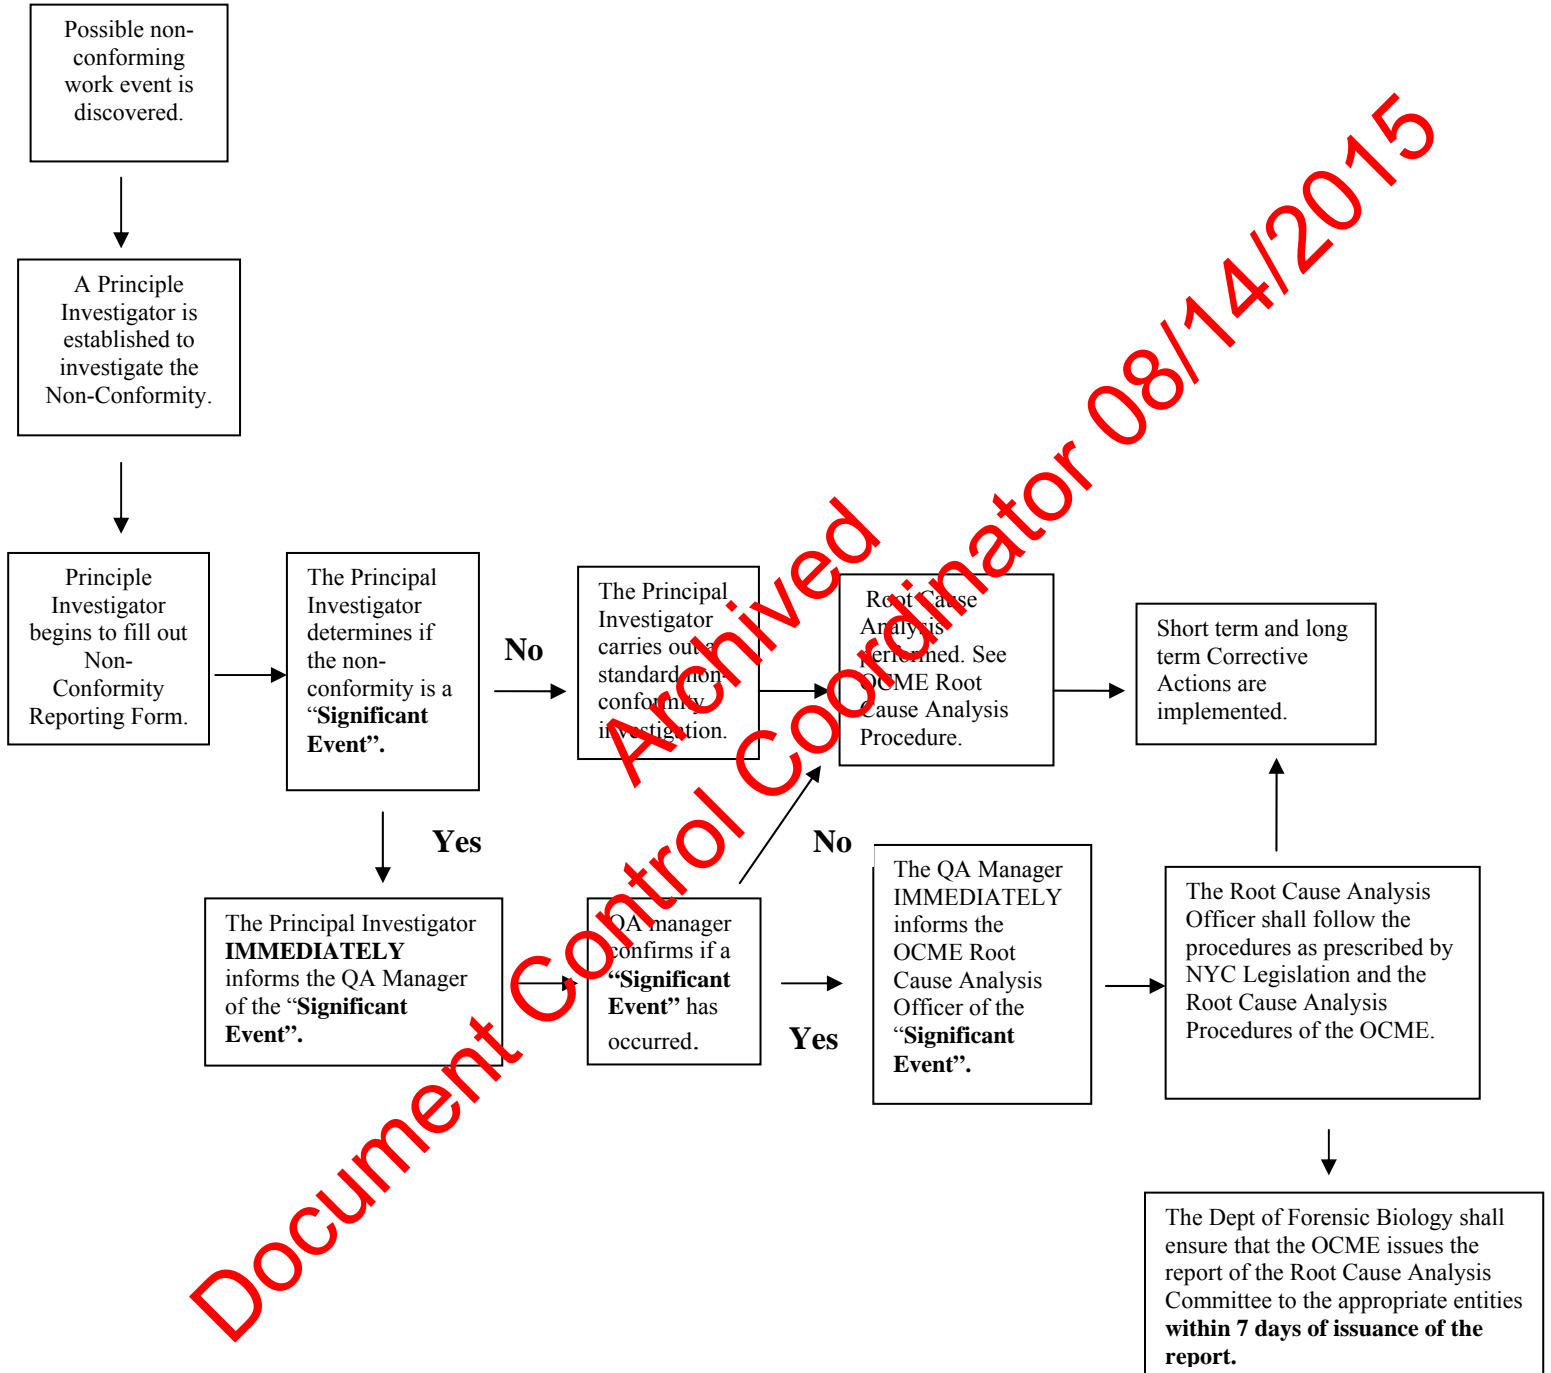 Possible non-
conforming
work event is
discovered.
A Principle
Investigator is
established to
investigate the
Non-Conformity.
Principle
Investigator
begins to fill out
Non-
Conformity
Reporting Form.
The Principal
Investigator
determines if
the non-
conformity is a
“Significant
Event”.
No
The Principal
Investigator
carries out a
standard non-
conformity
investigation.
Root Cause
Analysis
performed. See
OCME Root
Cause Analysis
Procedure.
Short term and long
term Corrective
Actions are
implemented.
Yes
The Principal Investigator
IMMEDIATELY
informs the QA Manager
of the “Significant
Event”.
QA manager
confirms if a
“Significant
Event” has
occurred.
No
Yes
The QA Manager
IMMEDIATELY
informs the
OCME Root
Cause Analysis
Officer of the
“Significant
Event”.
The Root Cause Analysis
Officer shall follow the
procedures as prescribed by
NYC Legislation and the
Root Cause Analysis
Procedures of the OCME.
The Dept of Forensic Biology shall
ensure that the OCME issues the
report of the Root Cause Analysis
Committee to the appropriate entities
within 7 days of issuance of the
report.
Archived
Document Control Coordinator 08/14/2015